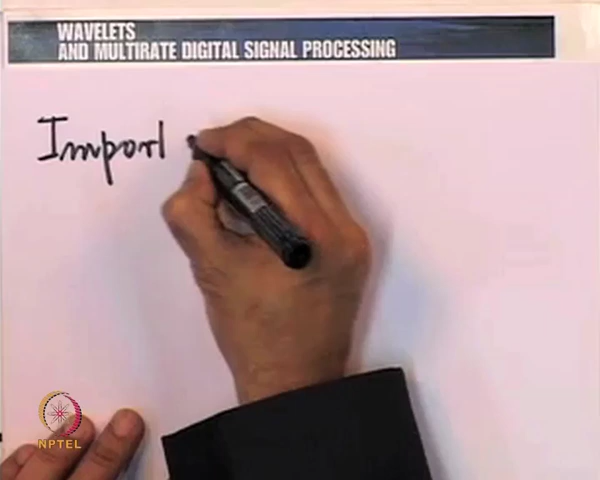 WAVELETS
AND MULTIRATE DIGITAL SIGNAL PROCESSING
Imporl
NPTEL